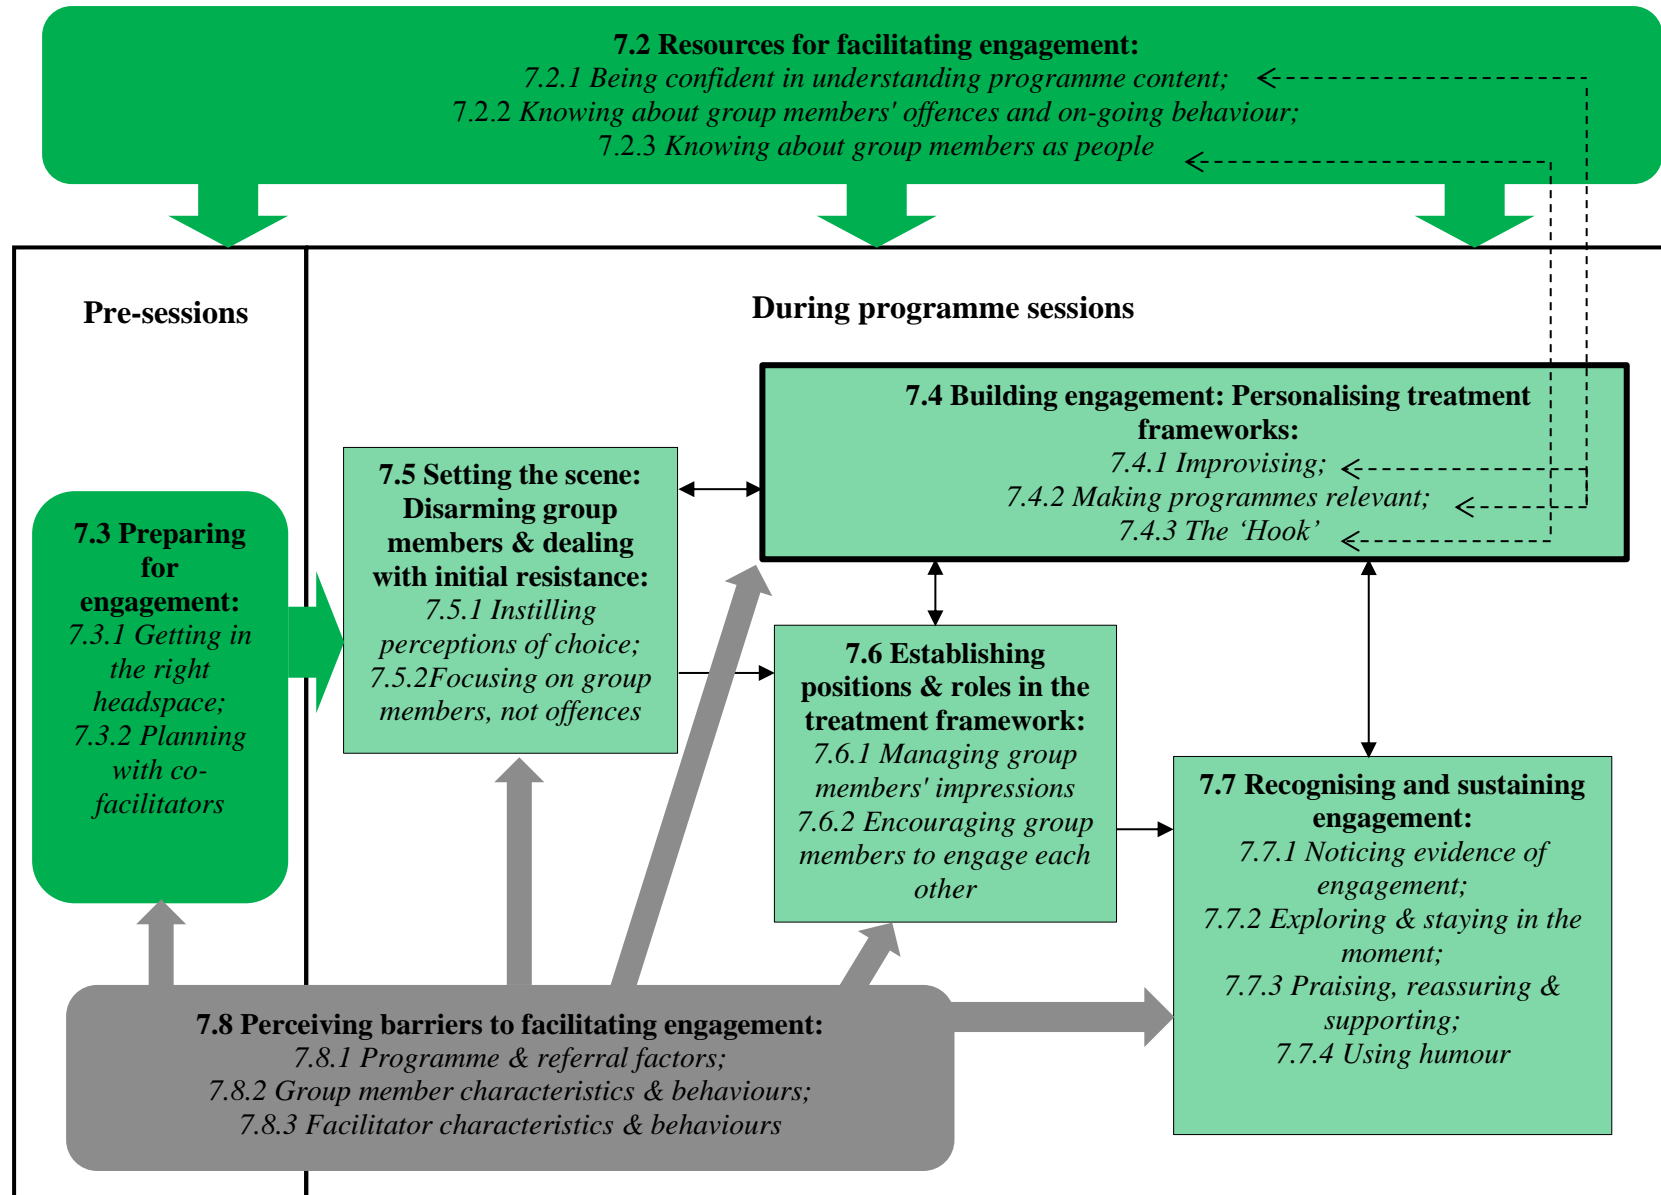 7.2 Resources for facilitating engagement:
7.2.1 Being confident in understanding programme content;
7.2.2 Knowing about group members' offences and on-going behaviour;
7.2.3 Knowing about group members as people
Pre-sessions
During programme sessions
7.3 Preparing
for
engagement:
7.3.1 Getting in
the right
headspace;
7.3.2 Planning
with co-
facilitators
7.5 Setting the scene:
Disarming group
members & dealing
with initial resistance:
7.5.1 Instilling
perceptions of choice;
7.5.2Focusing on group
members, not offences
7.4 Building engagement: Personalising treatment
frameworks:
7.4.1 Improvising;
7.4.2 Making programmes relevant;
7.4.3 The ‘Hook’
7.6 Establishing
positions & roles in the
treatment framework:
7.6.1 Managing group
members' impressions
7.6.2 Encouraging group
members to engage each
other
7.7 Recognising and sustaining
engagement:
7.7.1 Noticing evidence of
engagement;
7.7.2 Exploring & staying in the
moment;
7.7.3 Praising, reassuring &
supporting;
7.7.4 Using humour
7.8 Perceiving barriers to facilitating engagement:
7.8.1 Programme & referral factors;
7.8.2 Group member characteristics & behaviours;
7.8.3 Facilitator characteristics & behaviours